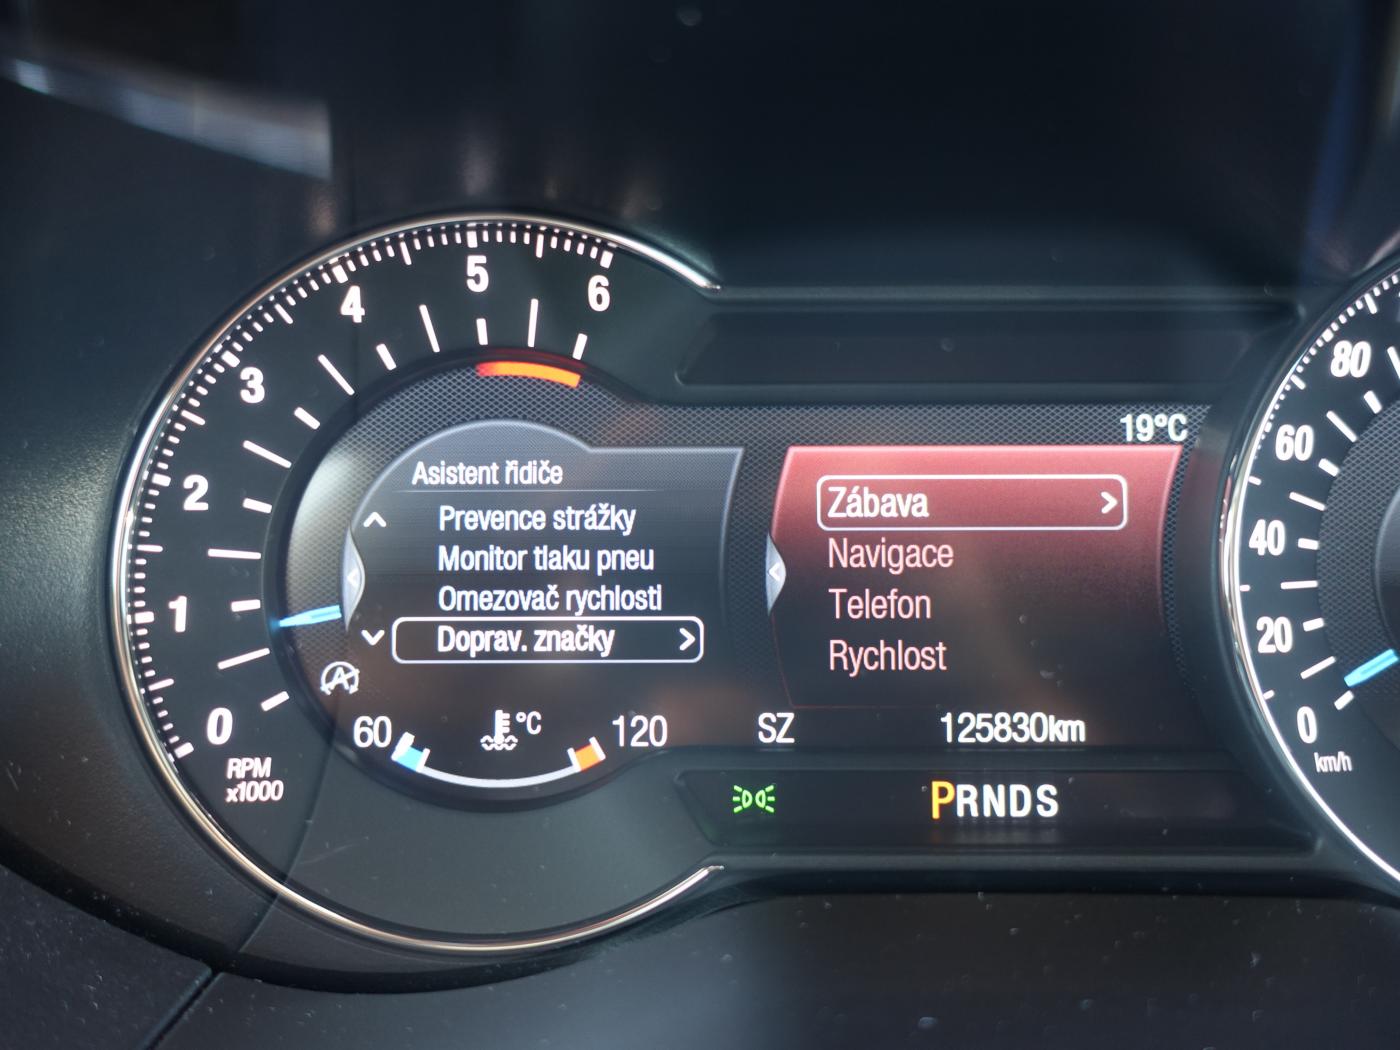 4
5
6
3
2
1
0
RPM
x1000
Asistent řidiče
Prevence strážky
Monitor tlaku pneu
Omezovač rychlosti
Doprav. značky
60
°C
120
19°C
Zábava
Navigace
Telefon
Rychlost
SZ
125830km
PRNDS
80
60
40
20
0
km/h